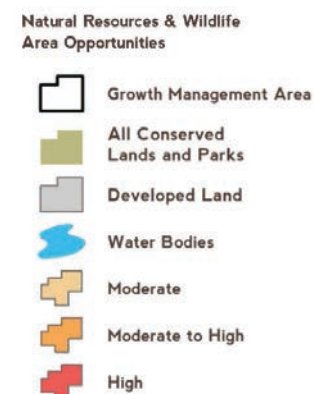 Natural Resources & Wildlife
Area Opportunities
Growth Management Area
All Conserved
Lands and Parks
Developed Land
Water Bodies
Moderate
Moderate to High
High